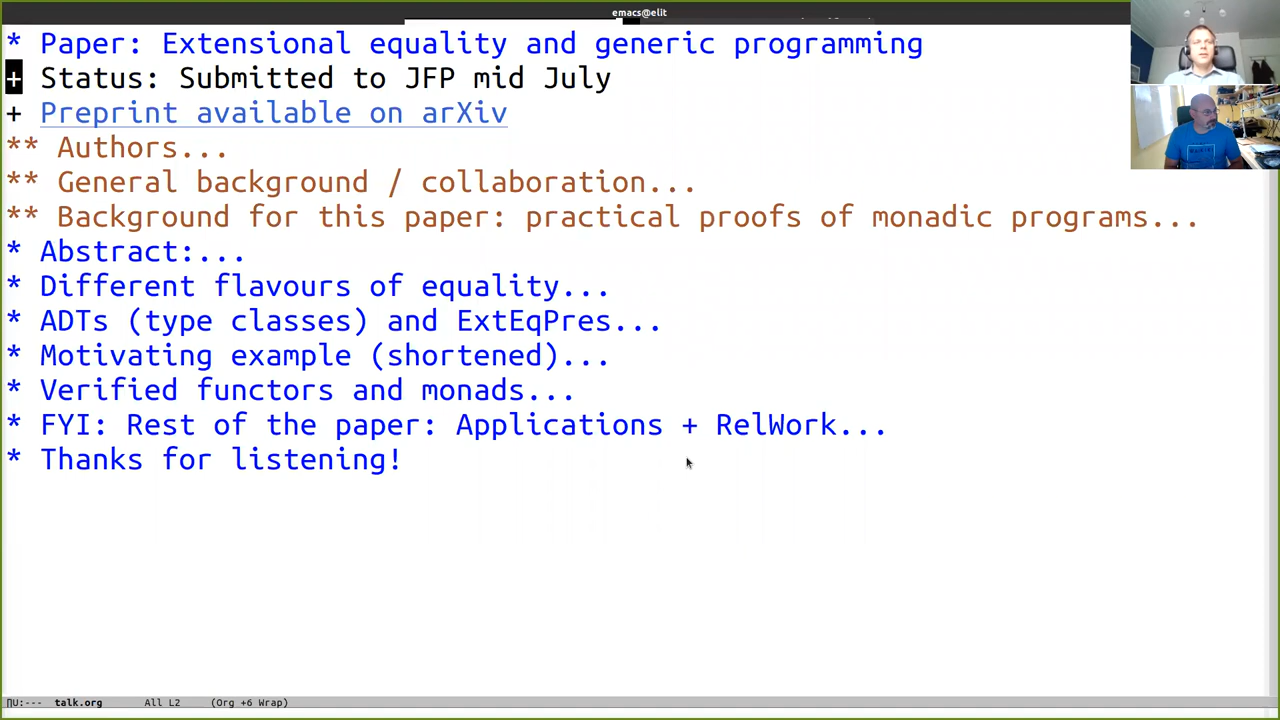 emacs@elit
* Paper: Extensional equality and generic programming
+ Status: Submitted to JFP mid July
+ Preprint available on arXiv
** Authors...
** General background / collaboration...
** Background for this paper: practical proofs of monadic programs...
* Abstract:...
* Different flavours of equality...
* ADTs (type classes) and ExtEqPres...
* Motivating example (shortened)...
* Verified functors and monads...
* FYI: Rest of the paper: Applications + RelWork...
* Thanks for listening!
U:--- talk.org All L2 (Org +6 Wrap)